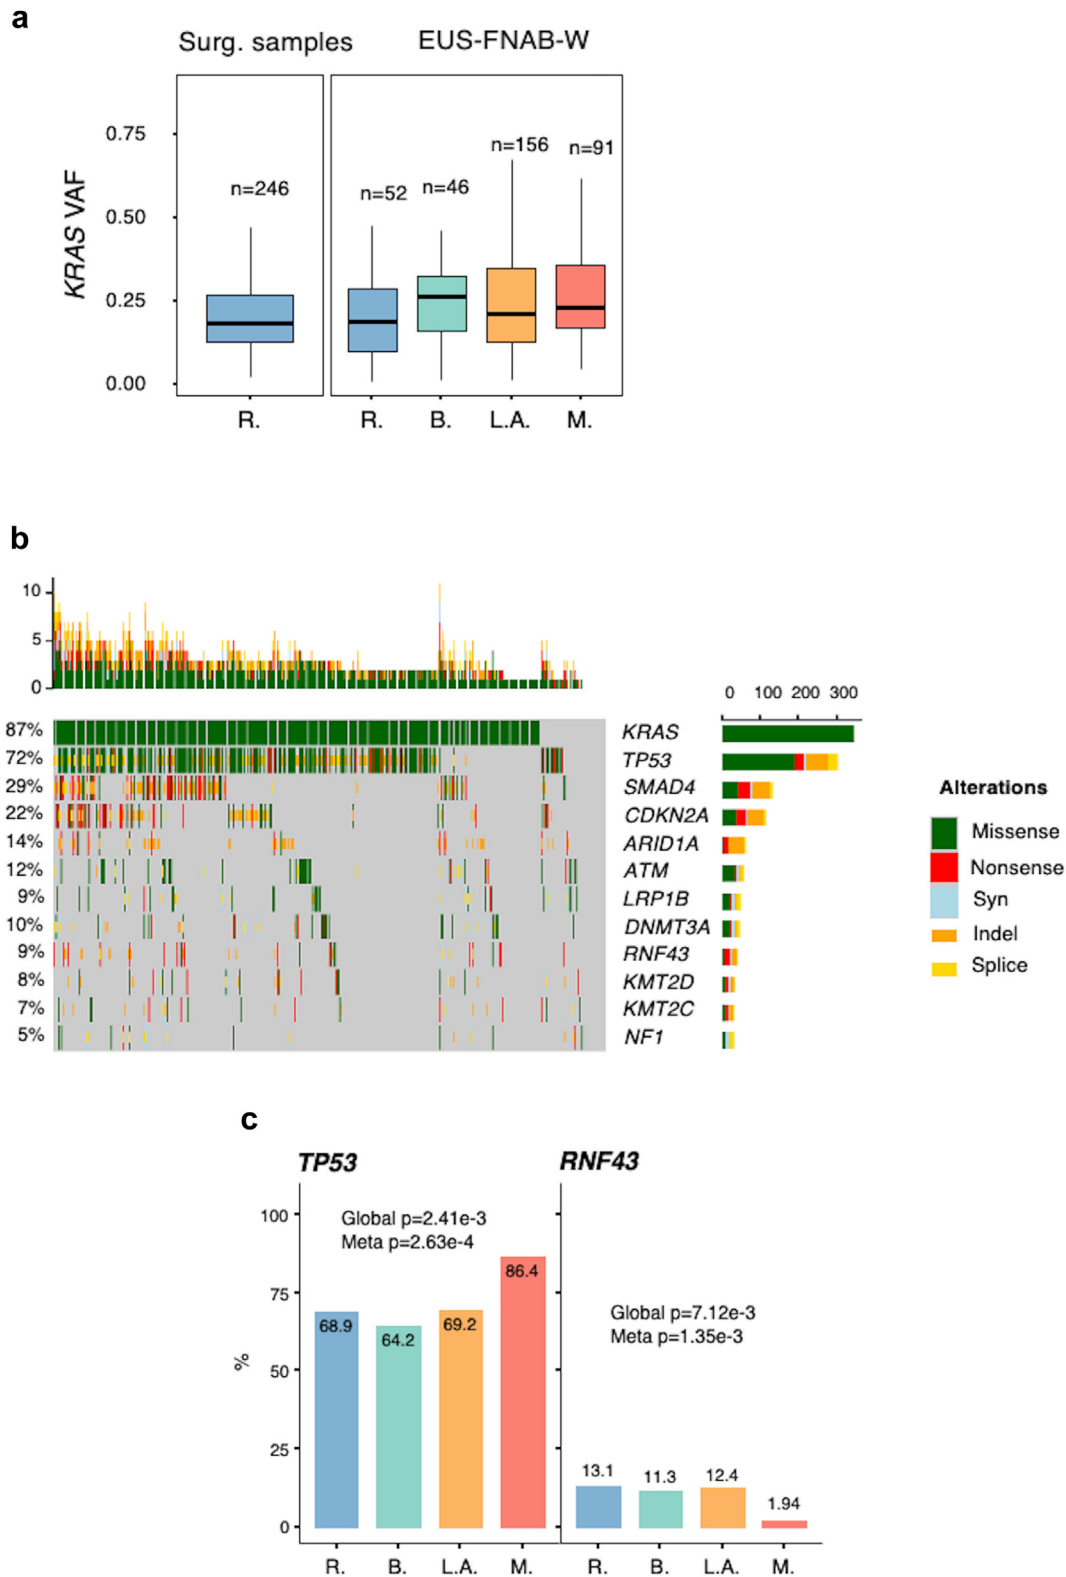 a
Surg. samples
EUS-FNAB-W
KRAS VAF
0.75
0.50
0.25
0.00
n=246
n=52
n=46
n=156
n=91
R.
R.
B.
L.A.
M.
b
10
5
0
0 100 200 300
87% KRAS
72% TP53
29% SMAD4
22% CDKN2A
14% ARID1A
12% ATM
9% LRP1B
10% DNMT3A
9% RNF43
8% KMT2D
7% KMT2C
5% NF1
Alterations
Missense
Nonsense
Syn
Indel
Splice
c
TP53
RNF43
%
100
75
50
25
0
Global p=2.41e-3
Meta p=2.63e-4
68.9
64.2
69.2
86.4
R.
B.
L.A.
M.
Global p=7.12e-3
Meta p=1.35e-3
13.1
11.3
12.4
1.94
R.
B.
L.A.
M.